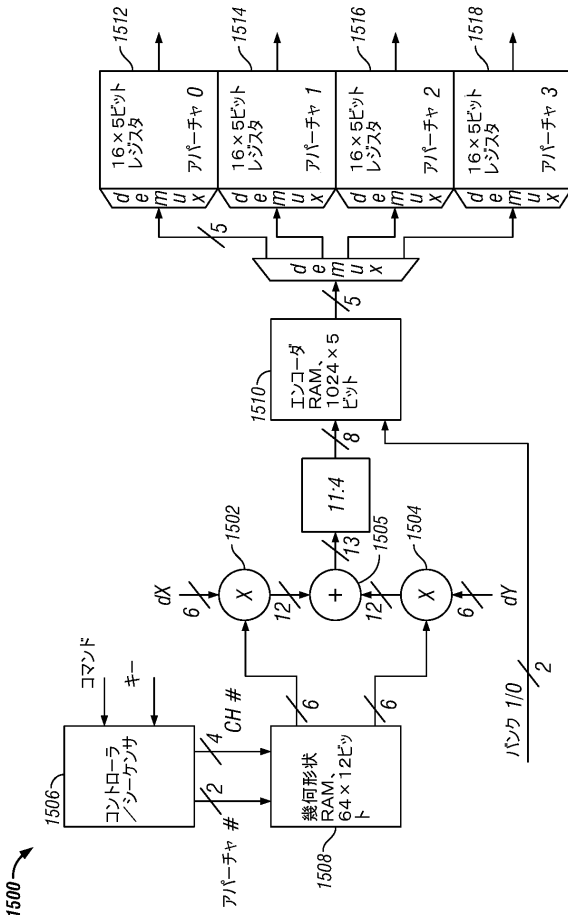 1500
1506
コントローラ
／シーケンサ
コマンド
キー
2
アパーチャ #
4
CH #
1508
幾何形状
RAM、
64×12ビッ
ト
6
6
dX
6
X
1502
12
+
1505
12
X
1504
6
dY
13
11:4
8
バンク 1/0
2
1510
エンコーダ
RAM、
1024×5
ビット
5
demux
5
demux
16×5ビット
レジスタ
アパーチャ 0
1512
demux
16×5ビット
レジスタ
アパーチャ 1
1514
demux
16×5ビット
レジスタ
アパーチャ 2
1516
demux
16×5ビット
レジスタ
アパーチャ 3
1518